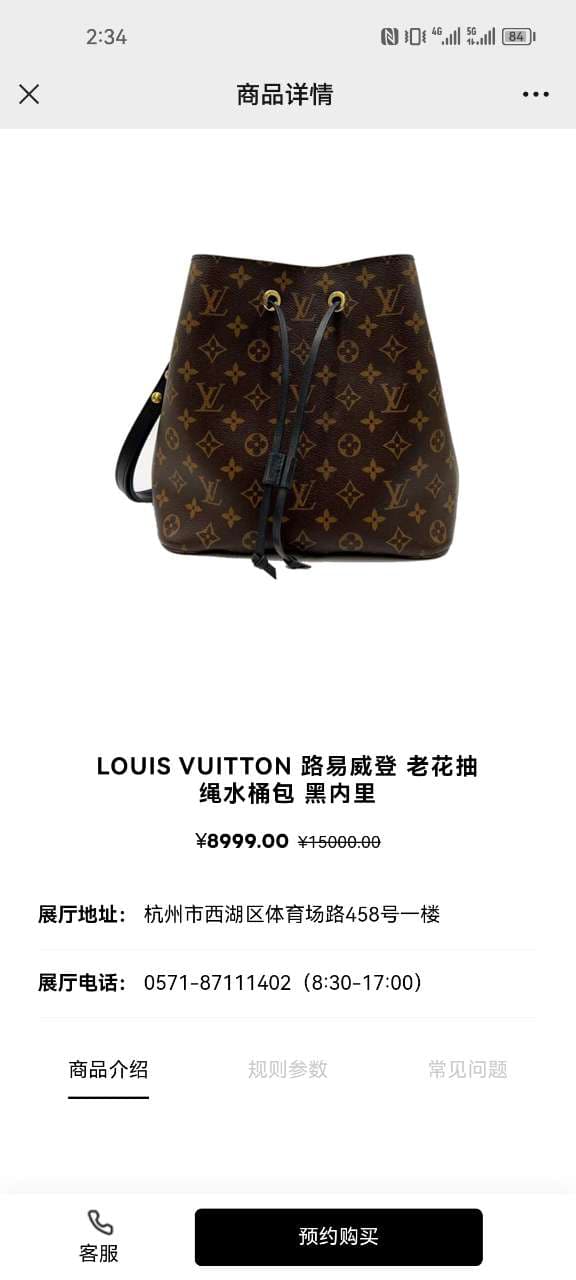 2:34
4G
5G
84
商品详情
LOUIS VUITTON 路易威登 老花抽
绳水桶包 黑内里
¥8999.00 ¥15000.00
展厅地址： 杭州市西湖区体育场路458号一楼
展厅电话： 0571-87111402（8:30-17:00）
商品介绍 规则参数 常见问题
客服
预约购买